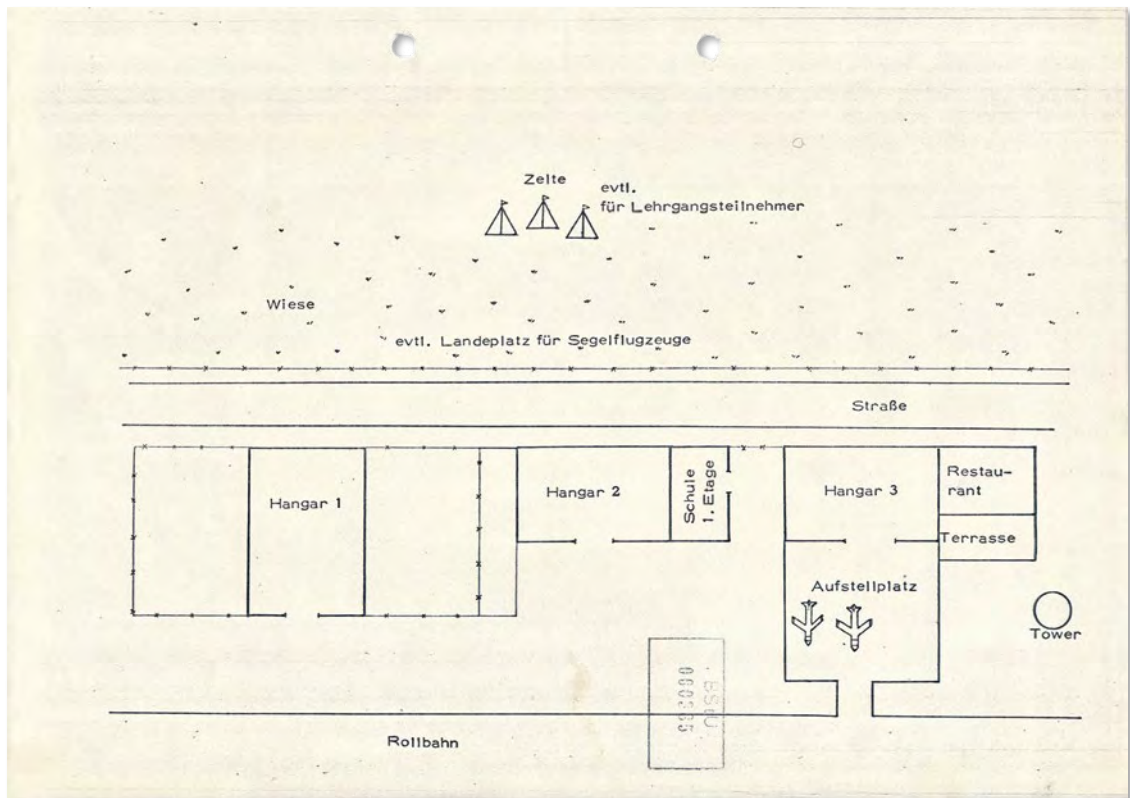 Zelte
evtl.
für Lehrgangsteilnehmer
Wiese
evtl. Landeplatz für Segelflugzeuge
Straße
Hangar 1
Hangar 2
Schule
1. Etage
Hangar 3
Restau-
rant
Terrasse
Aufstellplatz
Tower
BStU
Rollbahn